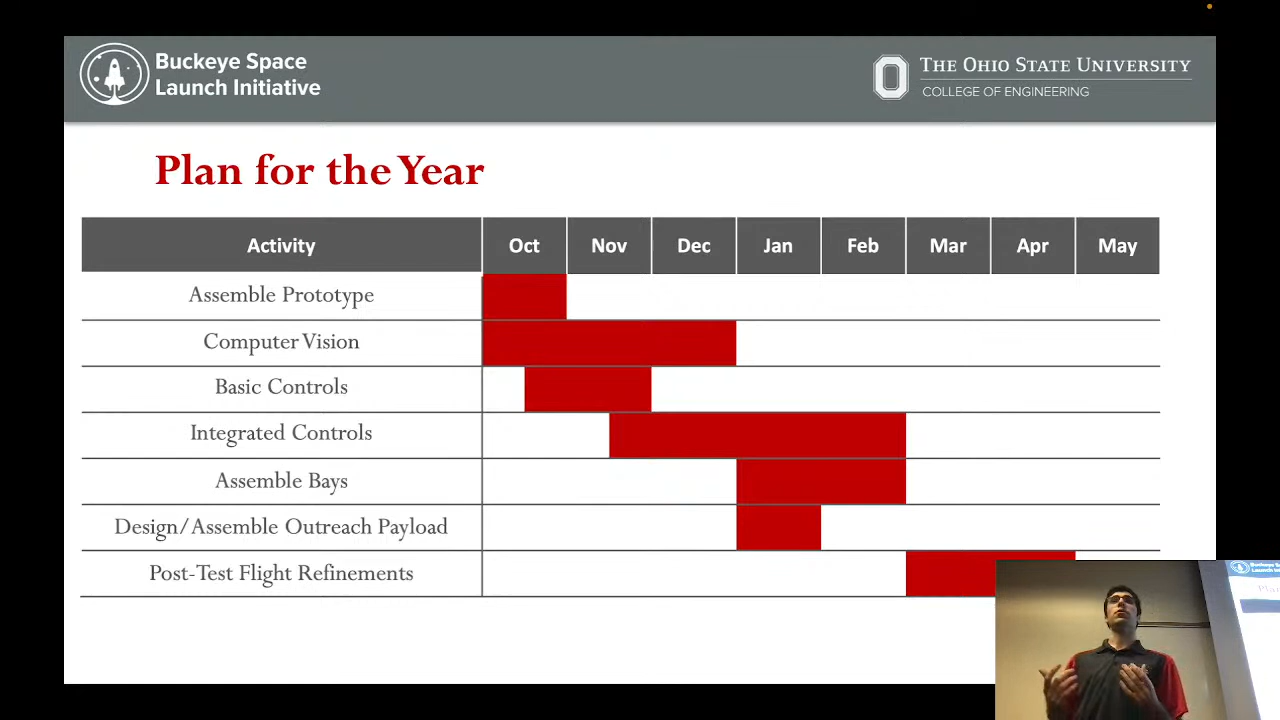 Buckeye Space
Launch Initiative
THE OHIO STATE UNIVERSITY
COLLEGE OF ENGINEERING
Plan for the Year
Activity Oct Nov Dec Jan Feb Mar Apr May
Assemble Prototype
Computer Vision
Basic Controls
Integrated Controls
Assemble Bays
Design/Assemble Outreach Payload
Post-Test Flight Refinements
Buckeye Space